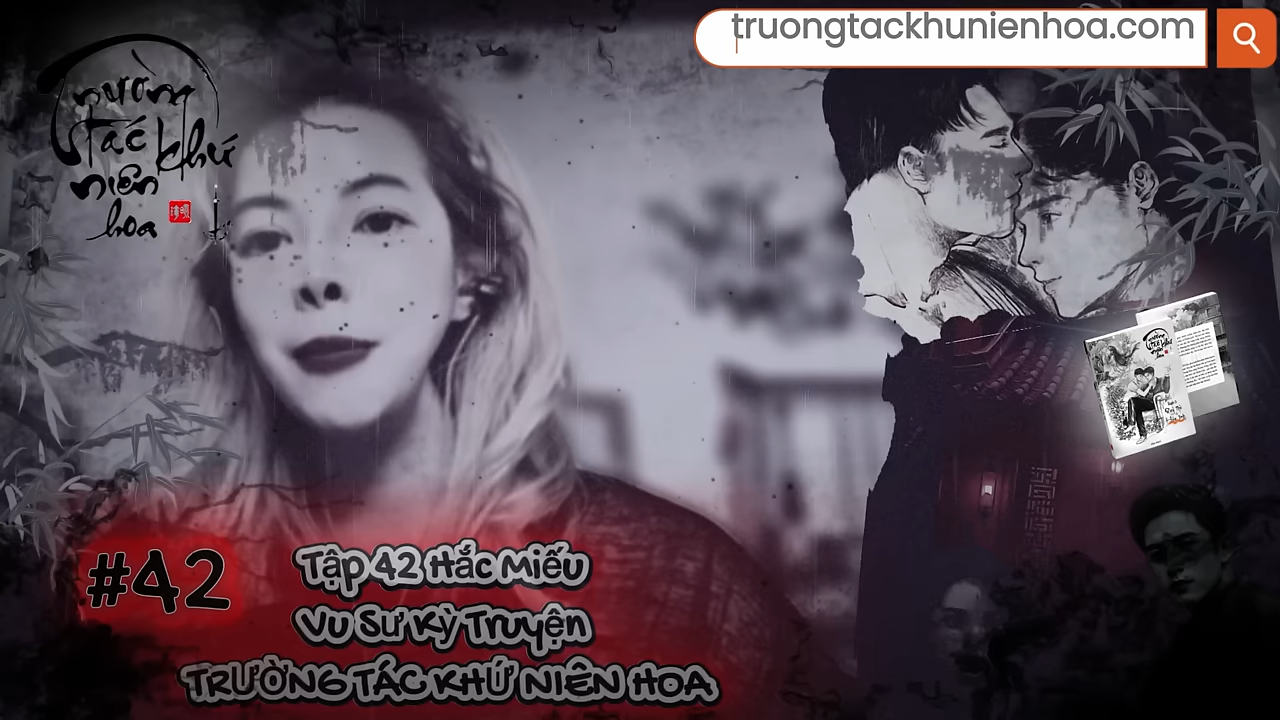 truongtackhunienhoa.com
Trường
tác khứ
niên
hoa
#42
Tập 42 Hắc Miếu
Vu Sư Kỳ Truyện
TRƯỜNG TÁC KHỨ NIÊN HOA